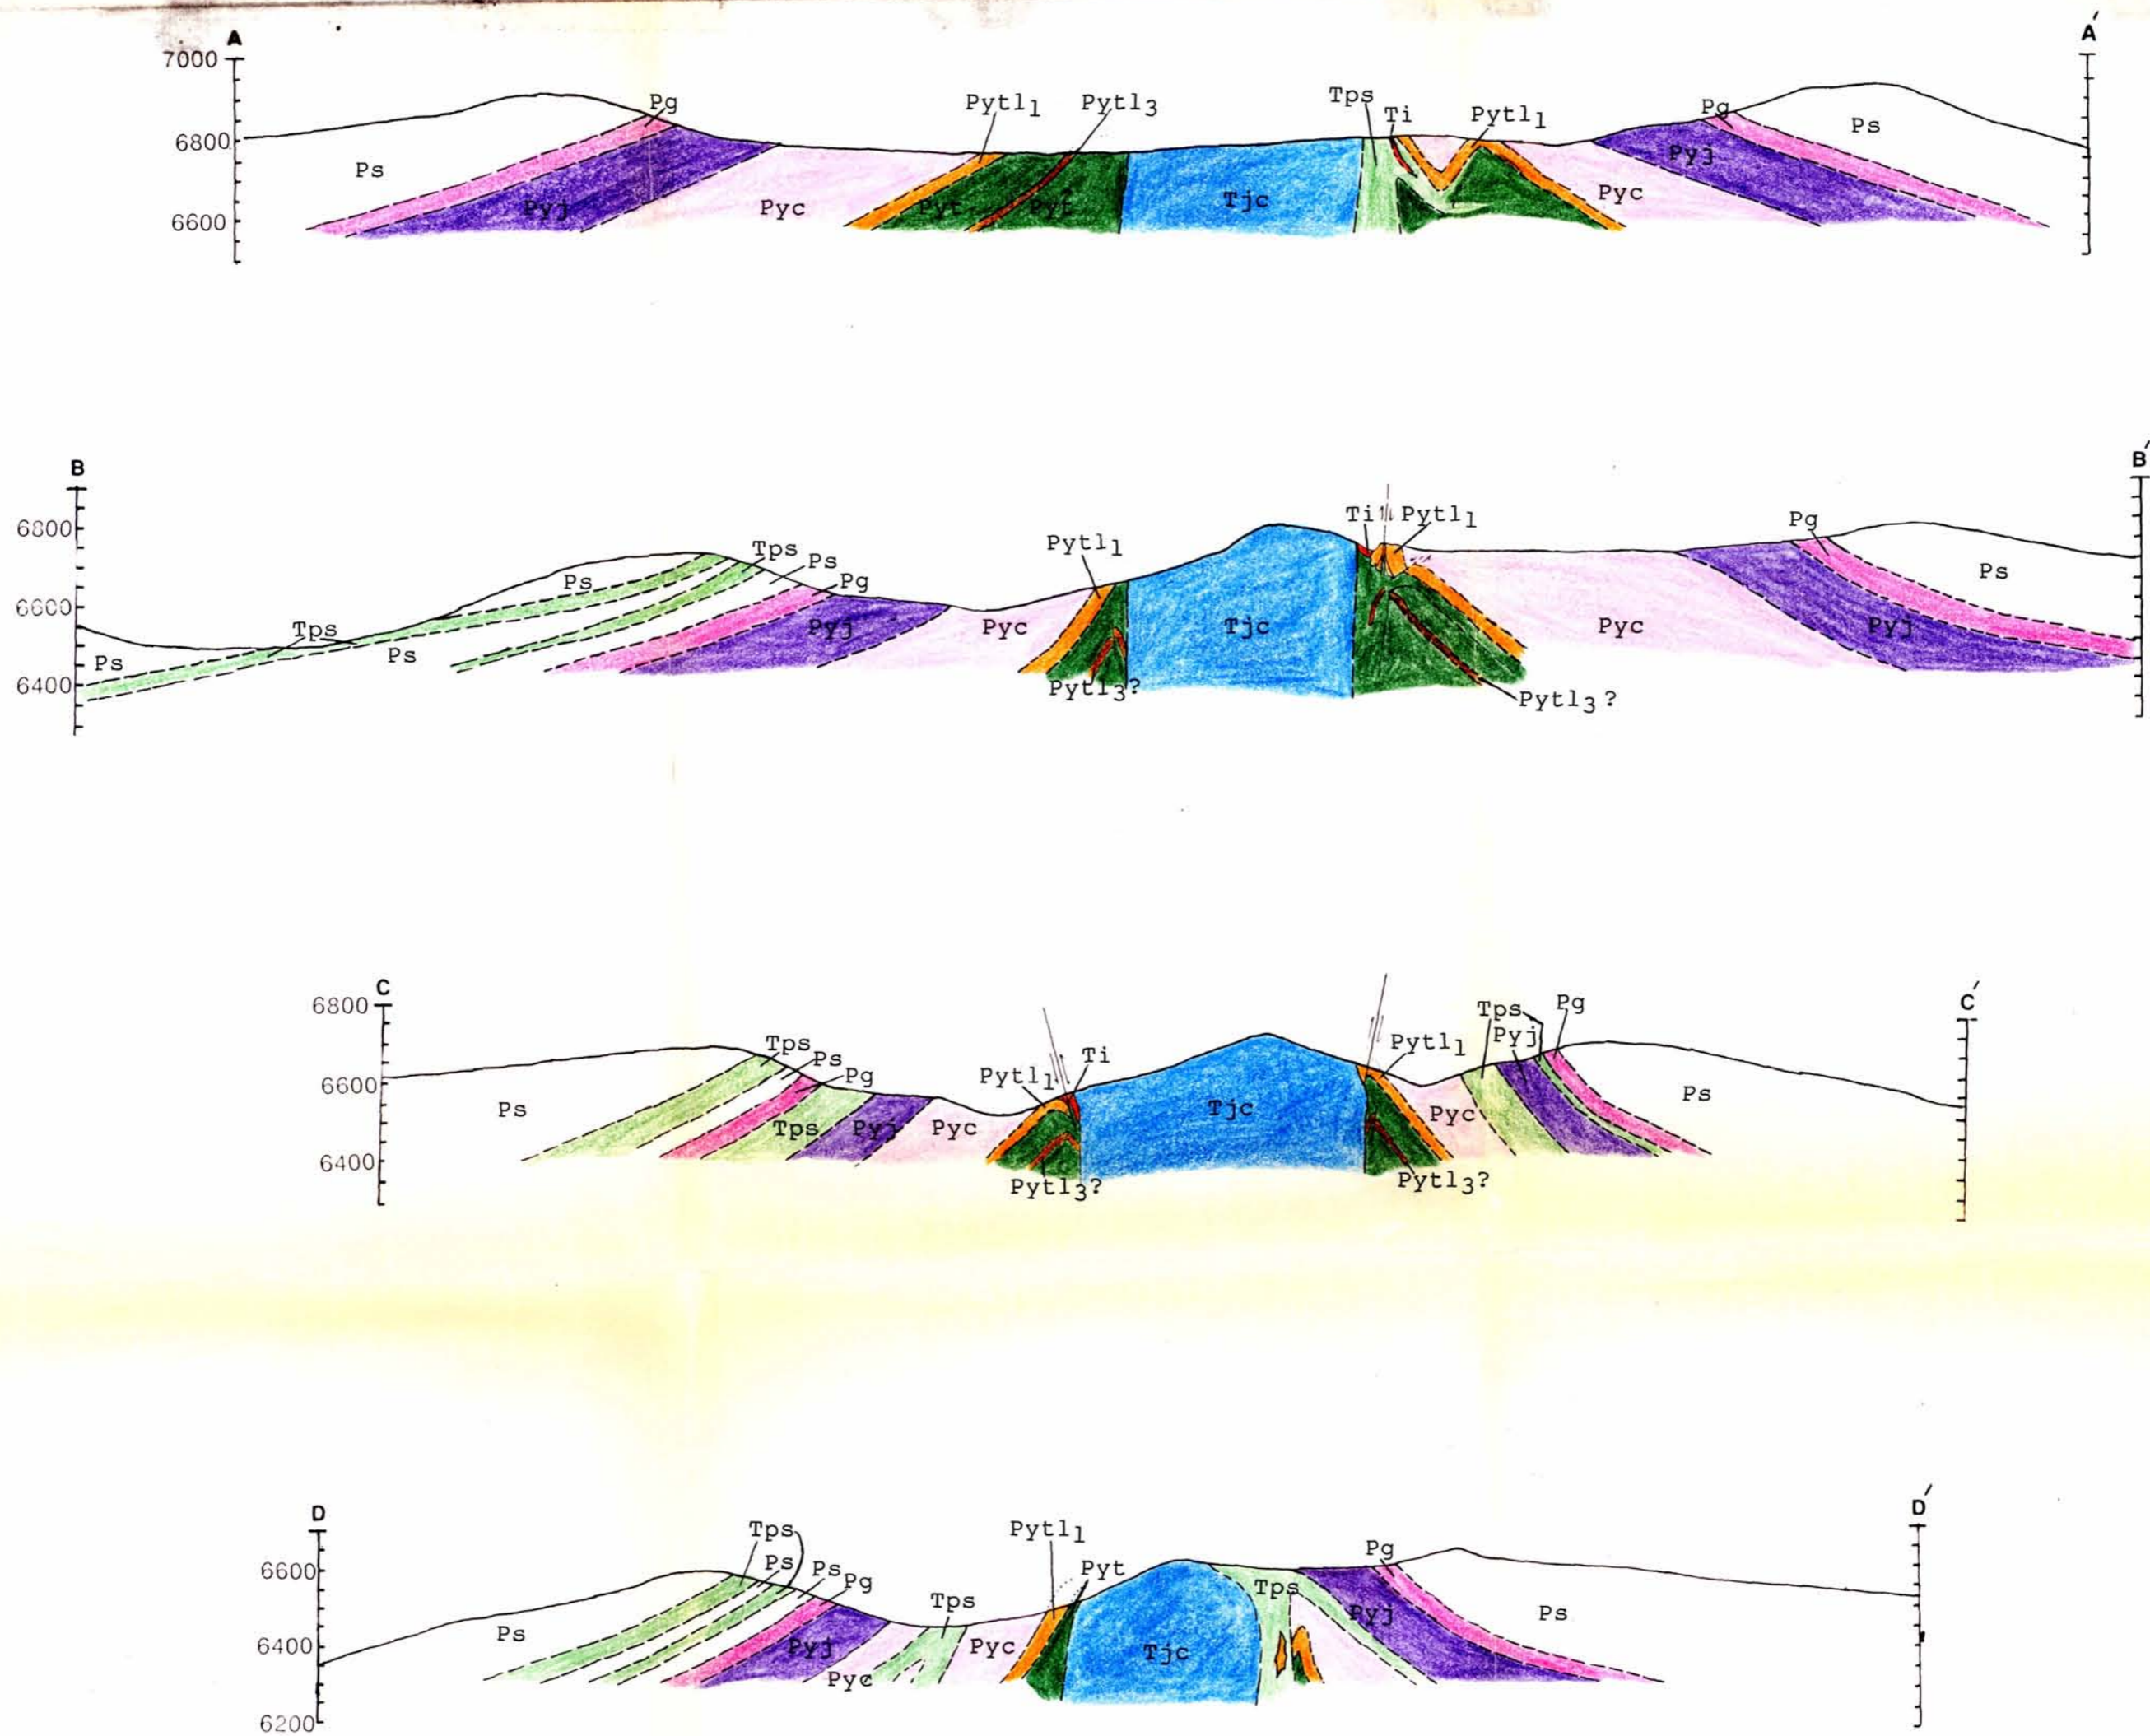 A A′
7000
Pg Pytl1 Pytl3 Tps Ti Pytl1 Pg
6800
Ps Ps
Pyj
6600 Pyj Pyc Pyt Pyt Tjc Pyc
B B′
6800 Ti Pytl1 Pg
Pytl1 Tps Ps Pg
6600 Ps Ps
Tps Pyj Pyc Tjc Pyc Pyj
Ps Ps
6400 Pytl3? Pytl3 ?
C C′
6800 Tps Pg
Tps Ps Pg Pytl1 Ti Pytl1 Pyj
6600
Ps Tps Pyj Pyc Tjc Pyc Ps
6400
Pytl3? Pytl3?
D D′
Tps Pytl1
6600 Ps Ps Pg Pyt Pg
Tps Tps
Ps Pyj Ps
6400 Pyj Pyc Tjc
Pyc
6200